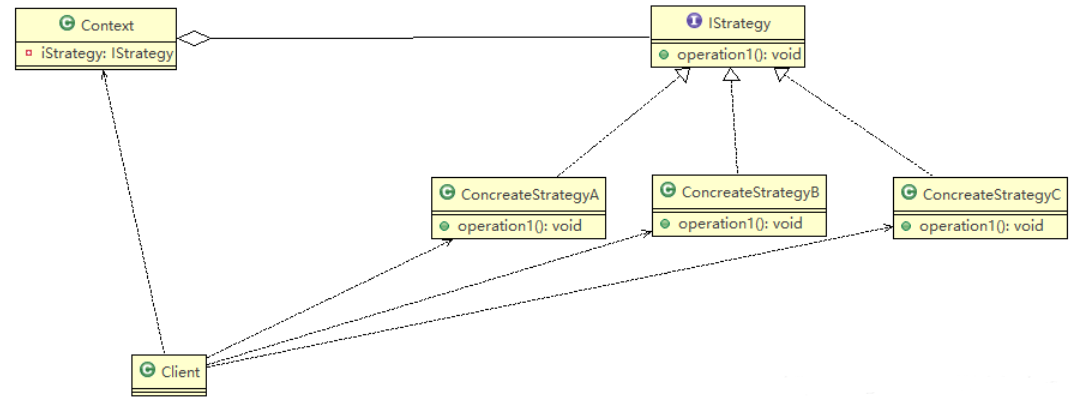 C Context
iStrategy: IStrategy
I IStrategy
operation1(): void
C ConcreateStrategyA
operation1(): void
C ConcreateStrategyB
operation1(): void
C ConcreateStrategyC
operation1(): void
C Client